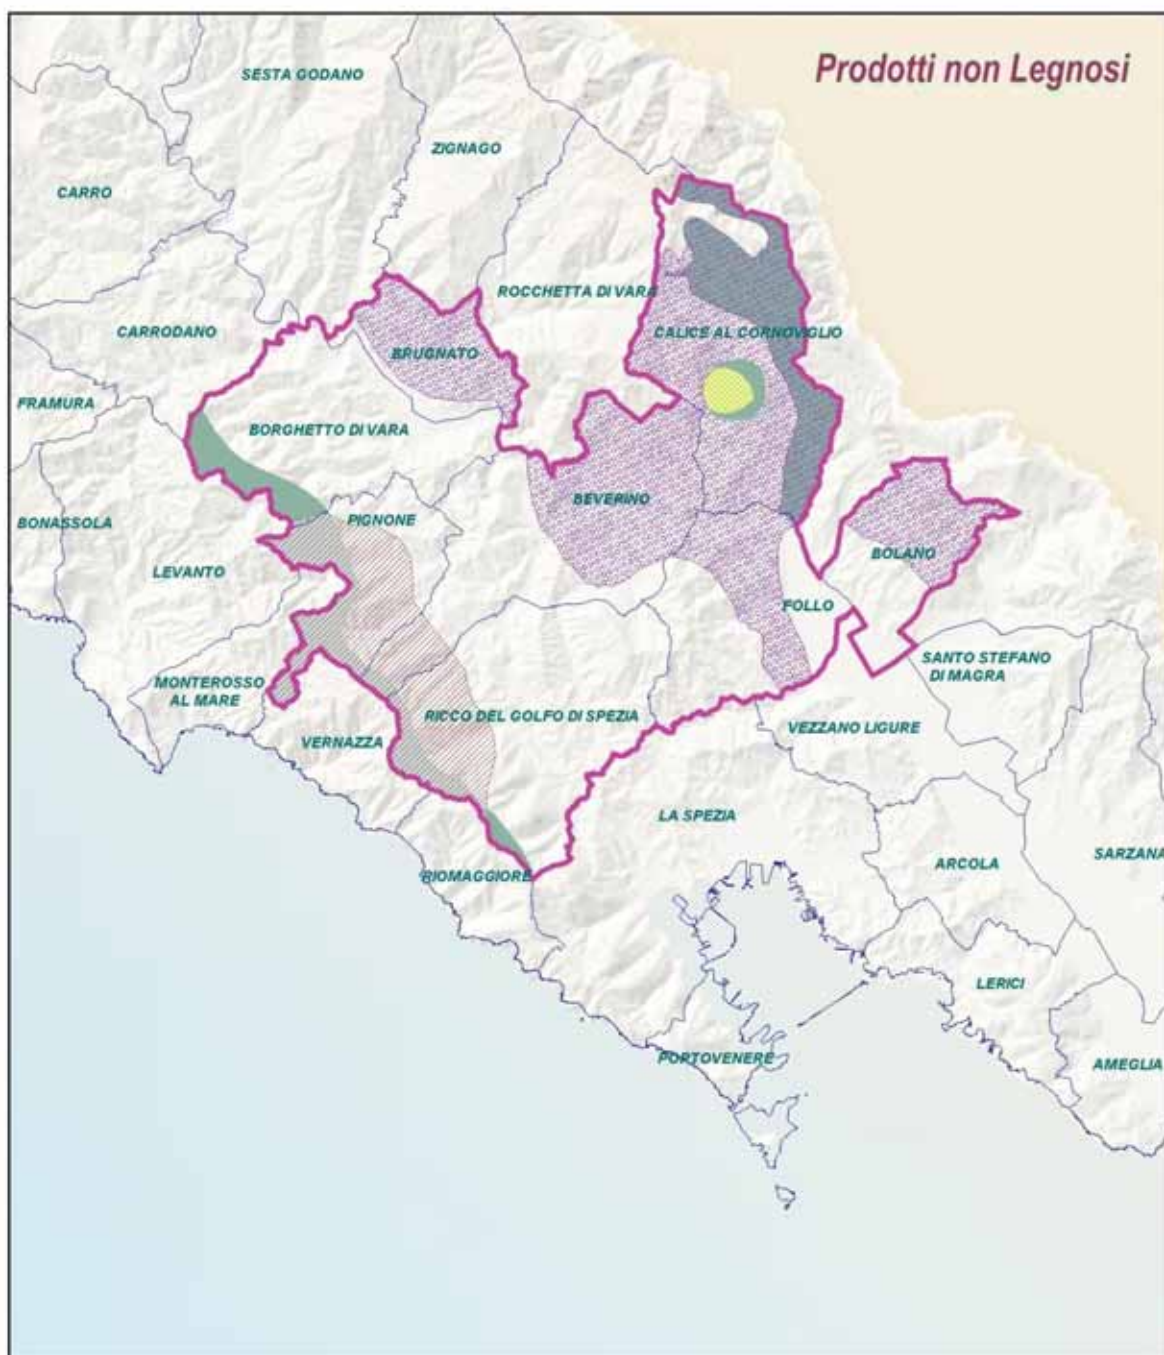 Prodotti non Legnosi
SESTA GODANO
ZIGNAGO
CARRO
ROCCHETTA DI VARA
CARRODANO
CALICE AL CORNOVIGLIO
BRUGNATO
FRAMURA
BORGHETTO DI VARA
BEVERINO
BONASSOLA
PIGNONE
BOLANO
LEVANTO
FOLLO
SANTO STEFANO
DI MAGRA
MONTEROSSO
AL MARE
RICCO DEL GOLFO DI SPEZIA
VERNAZZA
VEZZANO LIGURE
LA SPEZIA
SARZANA
ARCOLA
RIOMAGGIORE
LERICI
PORTOVENERE
AMEGLIA